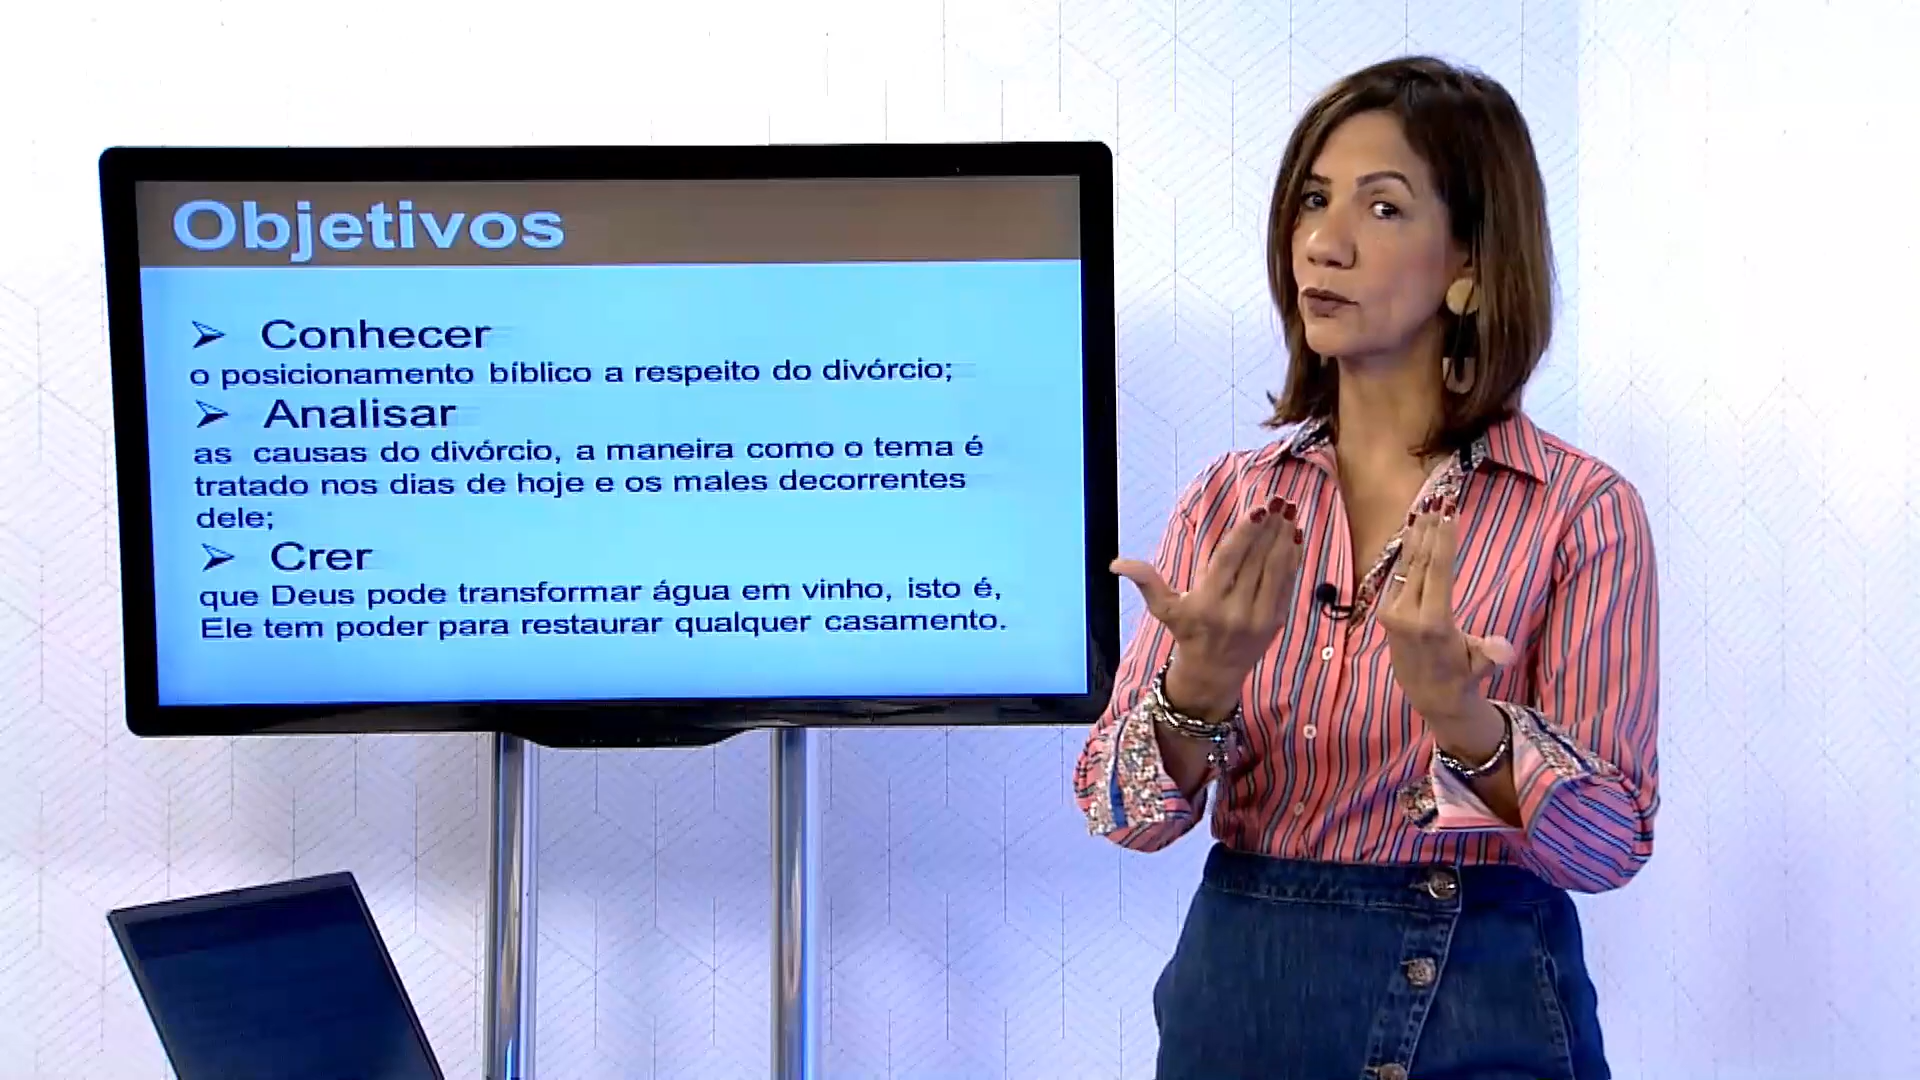 Objetivos
➢ Conhecer
o posicionamento bíblico a respeito do divórcio;
➢ Analisar
as causas do divórcio, a maneira como o tema é
tratado nos dias de hoje e os males decorrentes
dele;
➢ Crer
que Deus pode transformar água em vinho, isto é,
Ele tem poder para restaurar qualquer casamento.